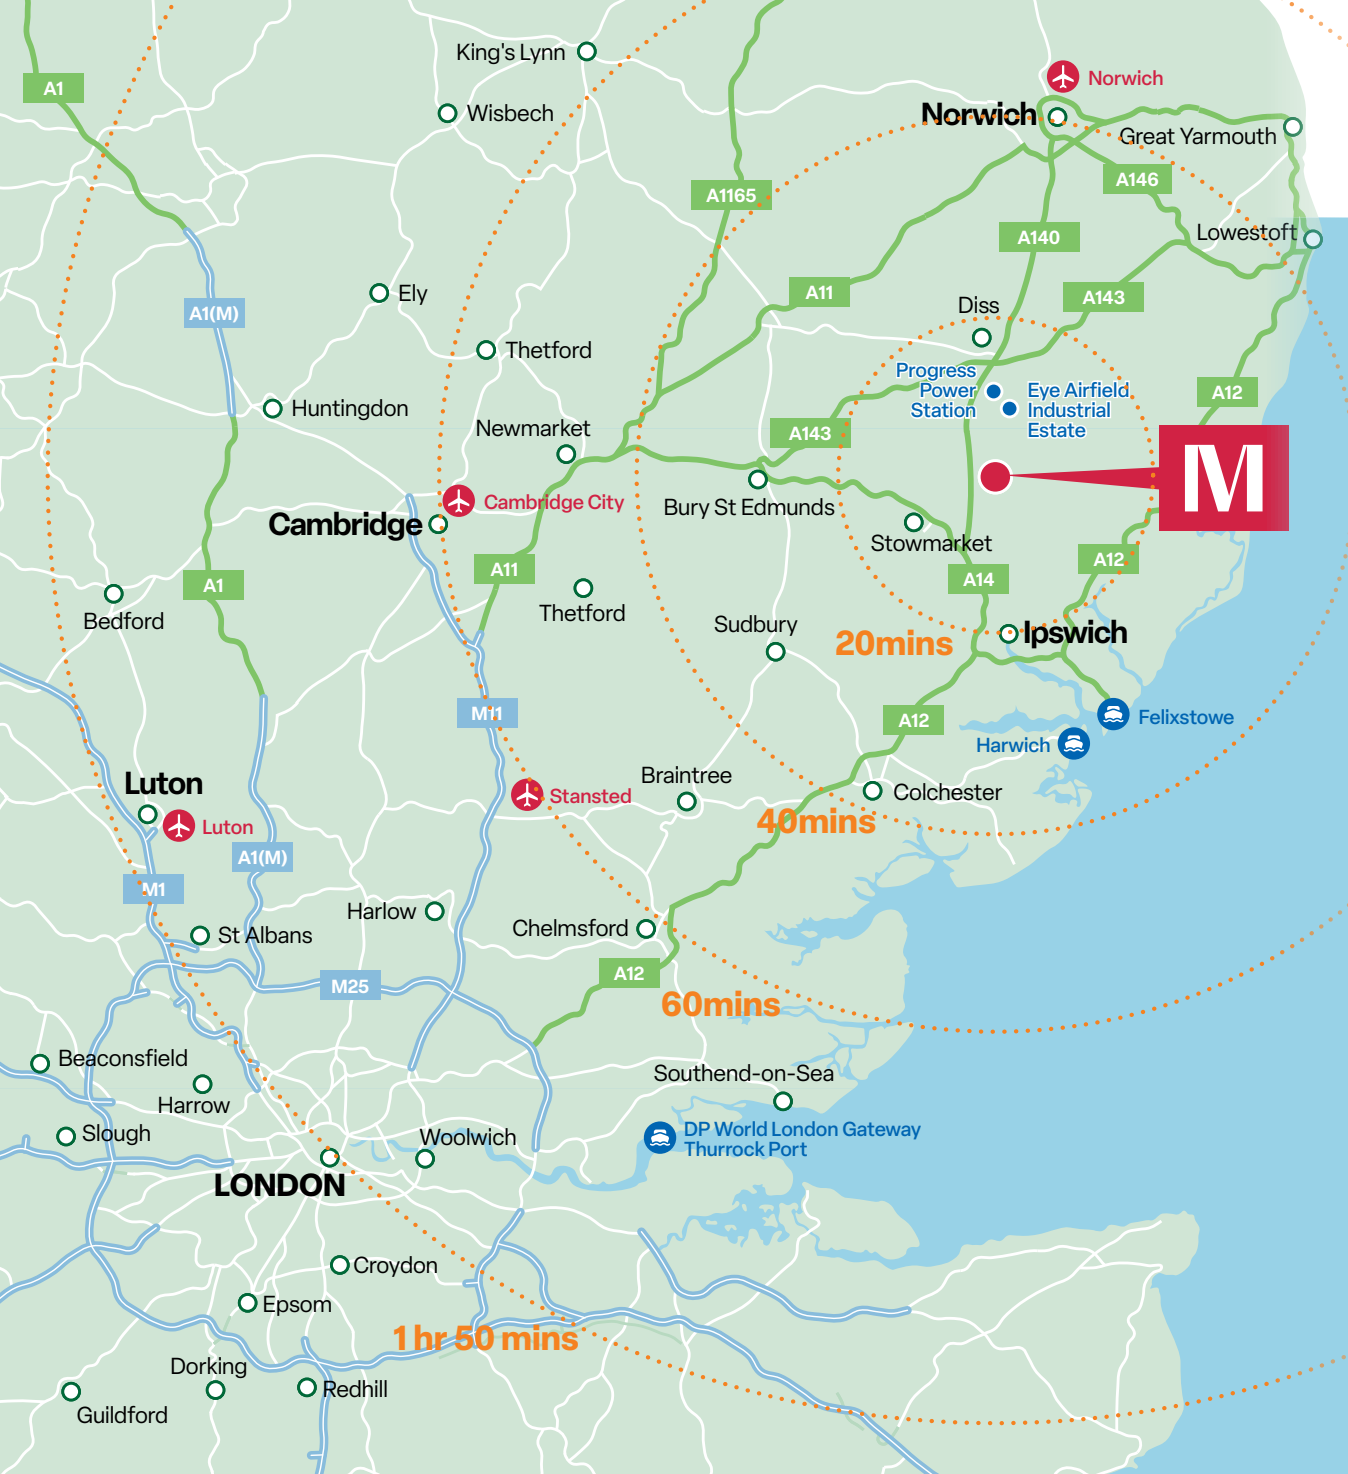 King's Lynn
Norwich
A1
Wisbech
Norwich
Great Yarmouth
A146
A1165
Lowestoft
A140
Ely
A11
A143
A1(M)
Diss
Thetford
Progress
Power
Station
Eye Airfield
Industrial
Estate
A12
Huntingdon
Newmarket
A143
M
Cambridge City
Bury St Edmunds
Cambridge
Stowmarket
A11
A12
A14
A1
Thetford
Bedford
Sudbury
20mins
Ipswich
M11
A12
Felixstowe
Harwich
Luton
Braintree
Stansted
Colchester
40mins
Luton
A1(M)
M1
Harlow
Chelmsford
St Albans
A12
M25
60mins
Beaconsfield
Southend-on-Sea
Harrow
Slough
Woolwich
DP World London Gateway
Thurrock Port
LONDON
Croydon
Epsom
1 hr 50 mins
Dorking
Redhill
Guildford